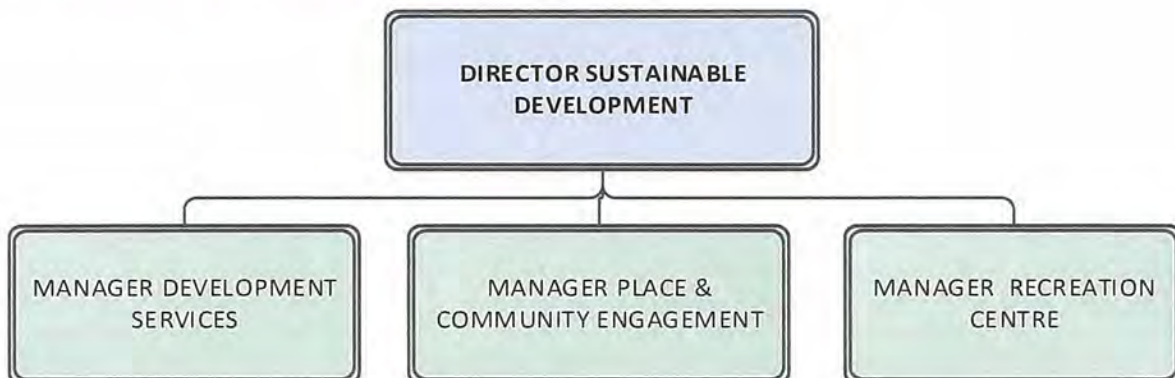 DIRECTOR SUSTAINABLE
DEVELOPMENT
MANAGER DEVELOPMENT
SERVICES
MANAGER PLACE &
COMMUNITY ENGAGEMENT
MANAGER RECREATION
CENTRE